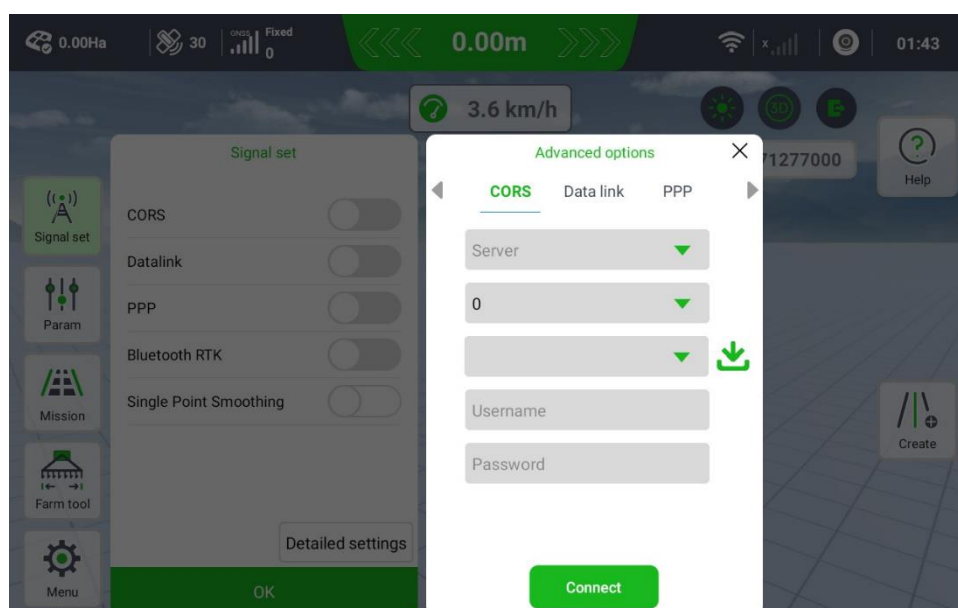 0.00Ha
30
GNSS
Fixed
0
0.00m
x
01:43
3.6 km/h
3D
71277000
Help
Signal set
Advanced options
CORS Data link PPP
Signal set
CORS
Datalink
PPP
Bluetooth RTK
Single Point Smoothing
Server
0
Username
Password
Param
Mission
Farm tool
Menu
Create
Detailed settings
OK
Connect